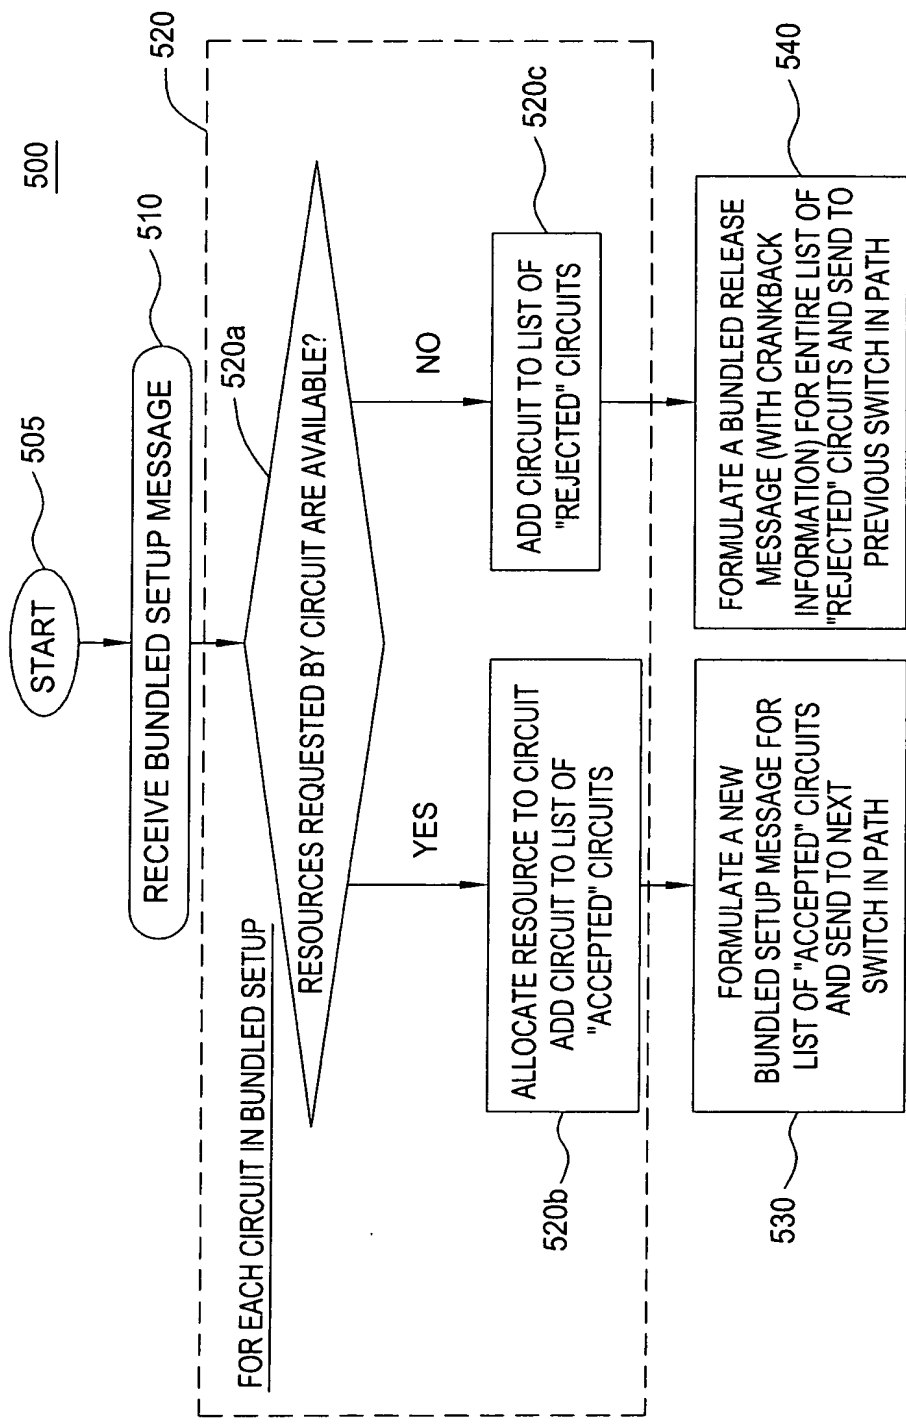 500
START
505
RECEIVE BUNDLED SETUP MESSAGE
510
520
FOR EACH CIRCUIT IN BUNDLED SETUP
520a
RESOURCES REQUESTED BY CIRCUIT ARE AVAILABLE?
YES
NO
ALLOCATE RESOURCE TO CIRCUIT
ADD CIRCUIT TO LIST OF
"ACCEPTED" CIRCUITS
520b
ADD CIRCUIT TO LIST OF
"REJECTED" CIRCUITS
520c
FORMULATE A NEW
BUNDLED SETUP MESSAGE FOR
LIST OF "ACCEPTED" CIRCUITS
AND SEND TO NEXT
SWITCH IN PATH
530
FORMULATE A BUNDLED RELEASE
MESSAGE (WITH CRANKBACK
INFORMATION) FOR ENTIRE LIST OF
"REJECTED" CIRCUITS AND SEND TO
PREVIOUS SWITCH IN PATH
540